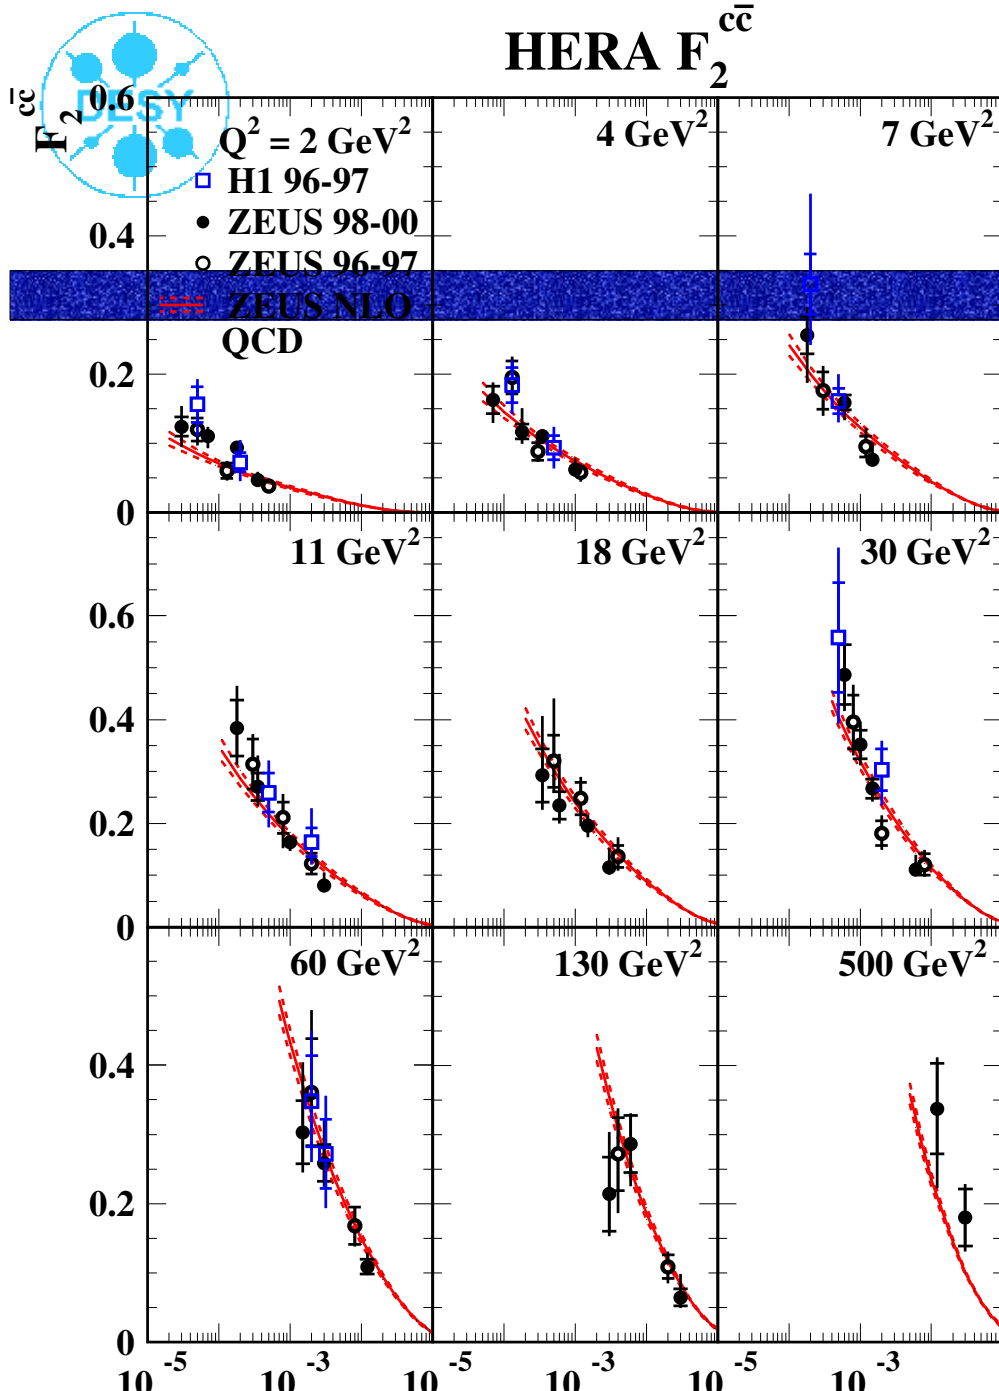 HERA F₂ᶜᶜ̄
F₂ᶜᶜ̄
DESY
0.6
Q² = 2 GeV²
4 GeV²
7 GeV²
H1 96-97
ZEUS 98-00
0.4
ZEUS 96-97
ZEUS NLO
QCD
0.2
0
11 GeV²
18 GeV²
30 GeV²
0.6
0.4
0.2
0
60 GeV²
130 GeV²
500 GeV²
0.4
0.2
0
10⁻⁵ 10⁻³ 10⁻⁵ 10⁻³ 10⁻⁵ 10⁻³